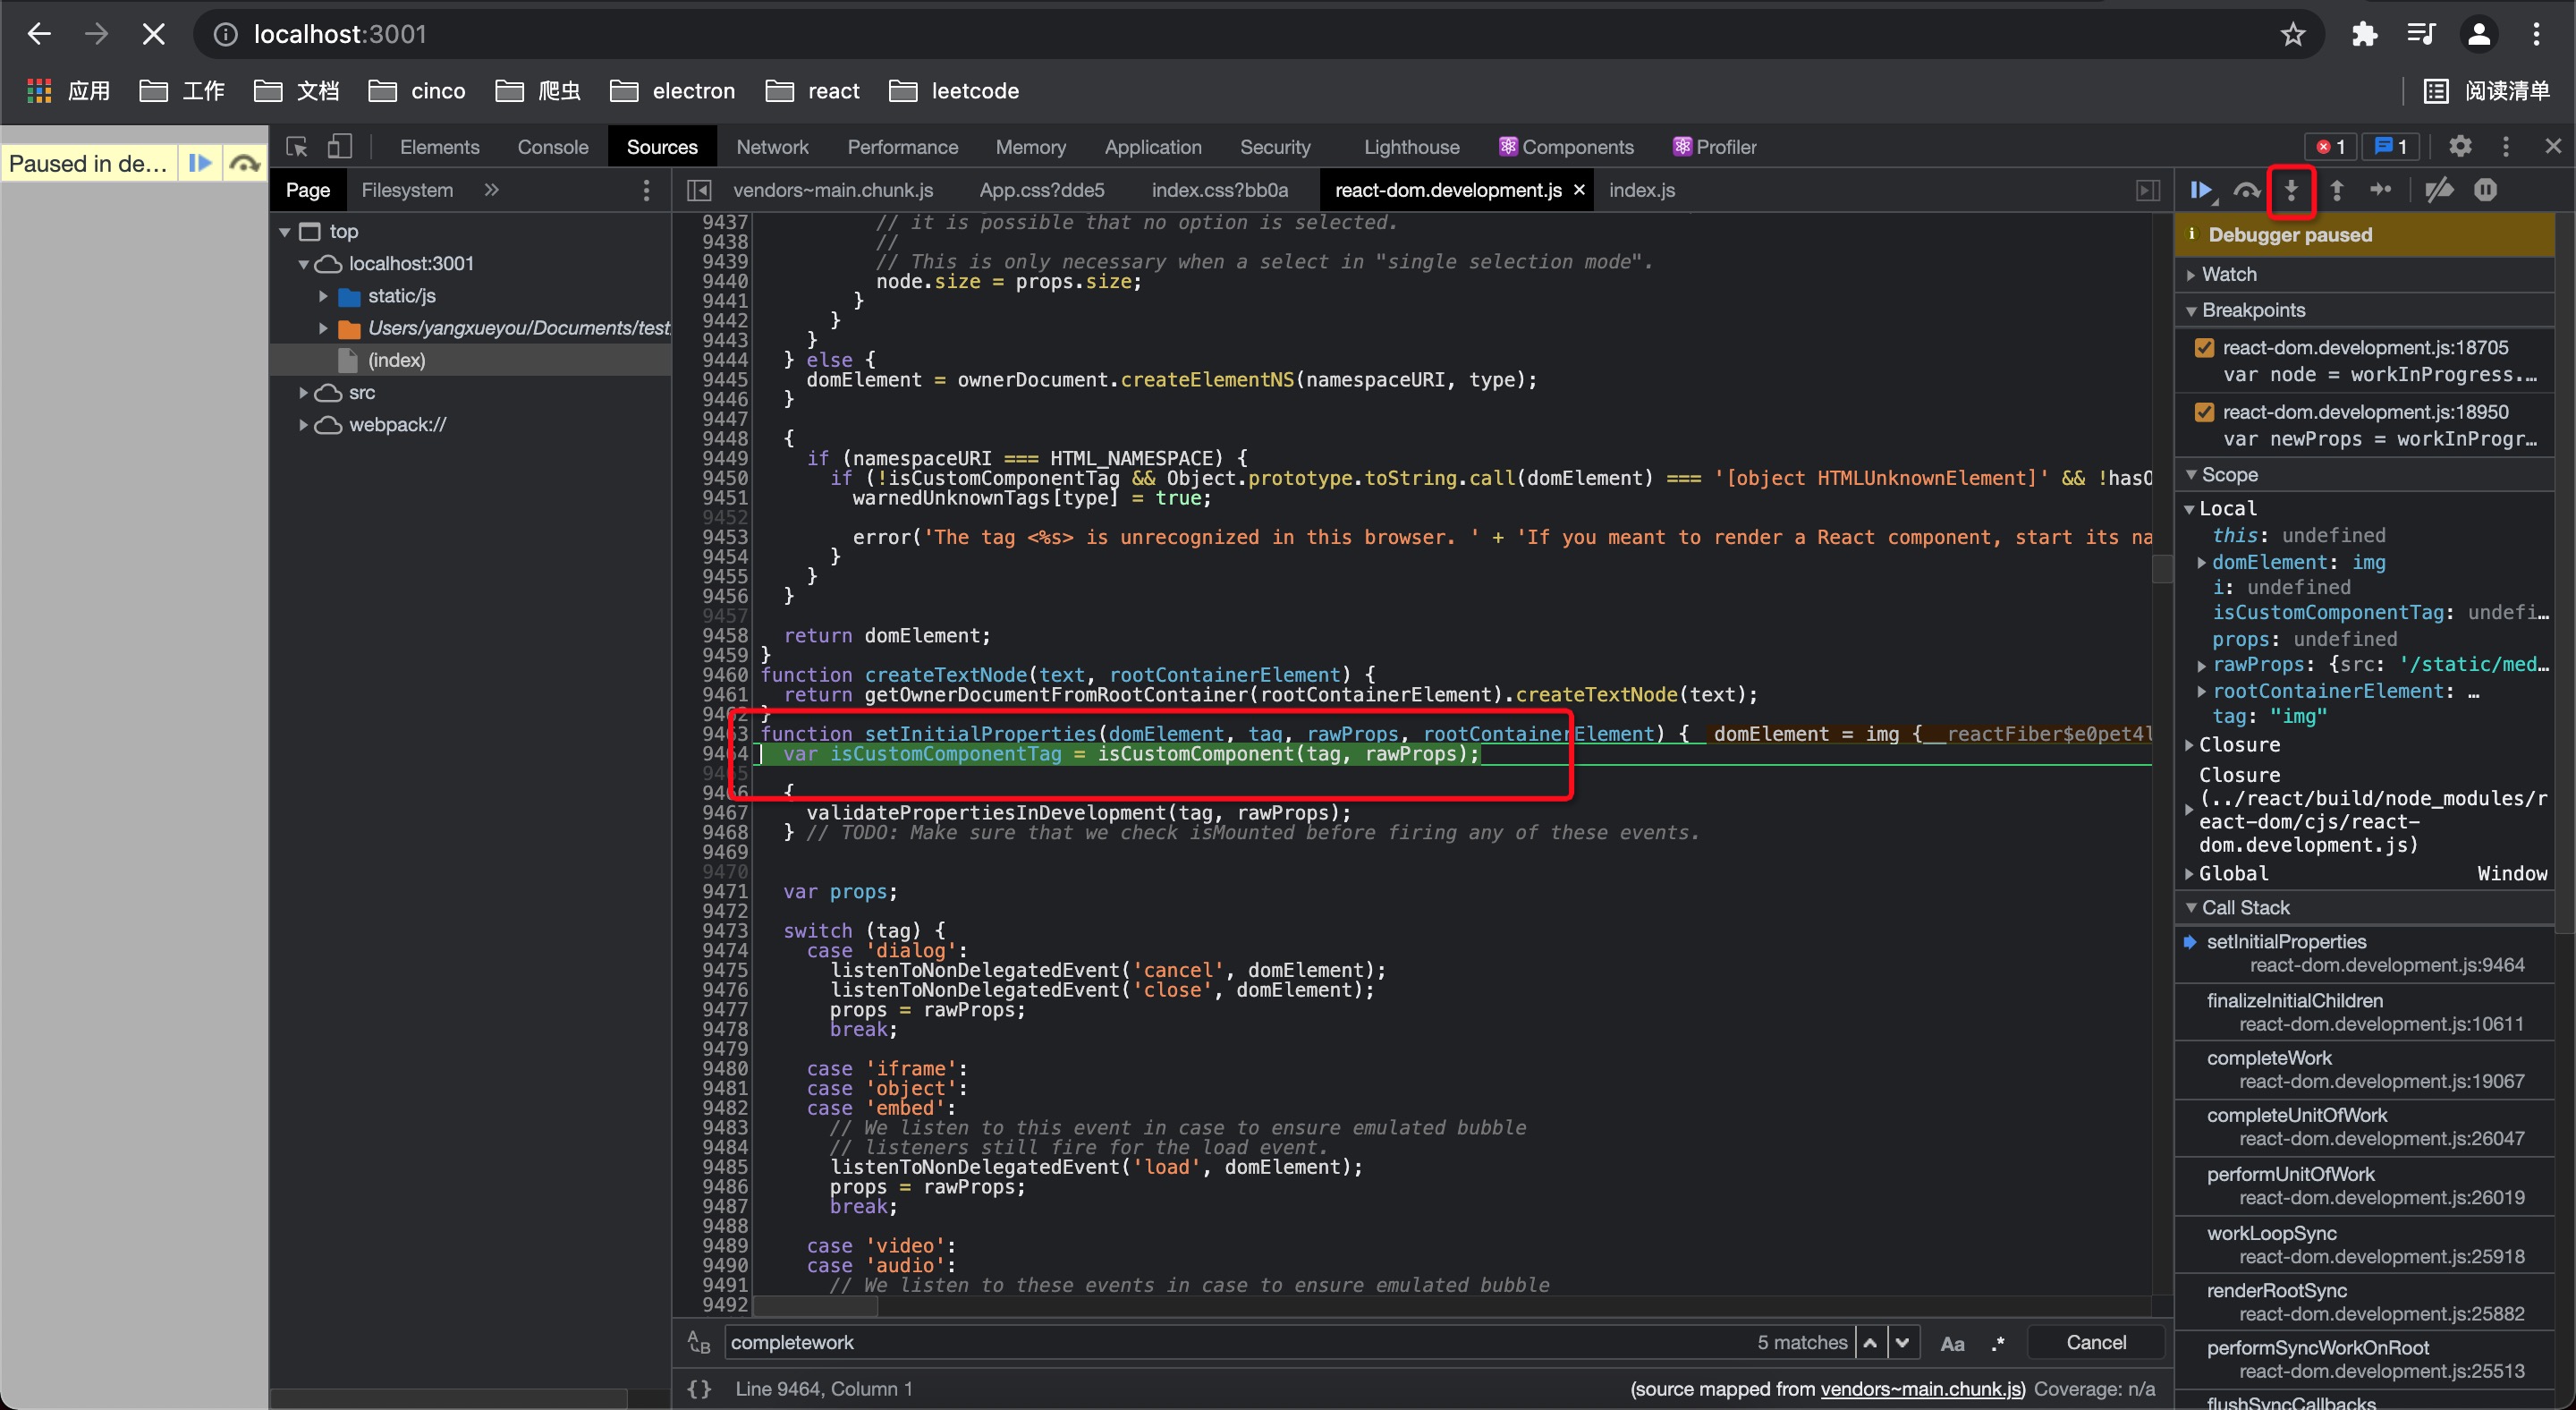 localhost:3001
应用 工作 文档 cinco 爬虫 electron react leetcode 阅读清单
Paused in de…
Elements Console Sources Network Performance Memory Application Security Lighthouse Components Profiler 1 1
Page Filesystem »
vendors~main.chunk.js App.css?dde5 index.css?bb0a react-dom.development.js × index.js
top
localhost:3001
static/js
Users/yangxueyou/Documents/test
(index)
src
webpack://
9437 // it is possible that no option is selected.
9438 //
9439 // This is only necessary when a select in "single selection mode".
9440 node.size = props.size;
9441 }
9442 }
9443 }
9444 } else {
9445 domElement = ownerDocument.createElementNS(namespaceURI, type);
9446 }
9447
9448 {
9449 if (namespaceURI === HTML_NAMESPACE) {
9450 if (!isCustomComponentTag && Object.prototype.toString.call(domElement) === '[object HTMLUnknownElement]' && !hasO
9451 warnedUnknownTags[type] = true;
9452
9453 error('The tag <%s> is unrecognized in this browser. ' + 'If you meant to render a React component, start its na
9454 }
9455 }
9456 }
9457
9458 return domElement;
9459 }
9460 function createTextNode(text, rootContainerElement) {
9461 return getOwnerDocumentFromRootContainer(rootContainerElement).createTextNode(text);
9462 }
9463 function setInitialProperties(domElement, tag, rawProps, rootContainerElement) { domElement = img {__reactFiber$e0pet4l
9464 var isCustomComponentTag = isCustomComponent(tag, rawProps);
9465
9466 {
9467 validatePropertiesInDevelopment(tag, rawProps);
9468 } // TODO: Make sure that we check isMounted before firing any of these events.
9469
9470
9471 var props;
9472
9473 switch (tag) {
9474 case 'dialog':
9475 listenToNonDelegatedEvent('cancel', domElement);
9476 listenToNonDelegatedEvent('close', domElement);
9477 props = rawProps;
9478 break;
9479
9480 case 'iframe':
9481 case 'object':
9482 case 'embed':
9483 // We listen to this event in case to ensure emulated bubble
9484 // listeners still fire for the load event.
9485 listenToNonDelegatedEvent('load', domElement);
9486 props = rawProps;
9487 break;
9488
9489 case 'video':
9490 case 'audio':
9491 // We listen to these events in case to ensure emulated bubble
9492
completework 5 matches Aa .* Cancel
{} Line 9464, Column 1 (source mapped from vendors~main.chunk.js) Coverage: n/a
Debugger paused
Watch
Breakpoints
react-dom.development.js:18705
var node = workInProgress.…
react-dom.development.js:18950
var newProps = workInProgr…
Scope
Local
this: undefined
domElement: img
i: undefined
isCustomComponentTag: undefi…
props: undefined
rawProps: {src: '/static/med…
rootContainerElement: …
tag: "img"
Closure
Closure
(../react/build/node_modules/r
eact-dom/cjs/react-
dom.development.js)
Global Window
Call Stack
setInitialProperties
react-dom.development.js:9464
finalizeInitialChildren
react-dom.development.js:10611
completeWork
react-dom.development.js:19067
completeUnitOfWork
react-dom.development.js:26047
performUnitOfWork
react-dom.development.js:26019
workLoopSync
react-dom.development.js:25918
renderRootSync
react-dom.development.js:25882
performSyncWorkOnRoot
react-dom.development.js:25513
flushSyncCallbacks